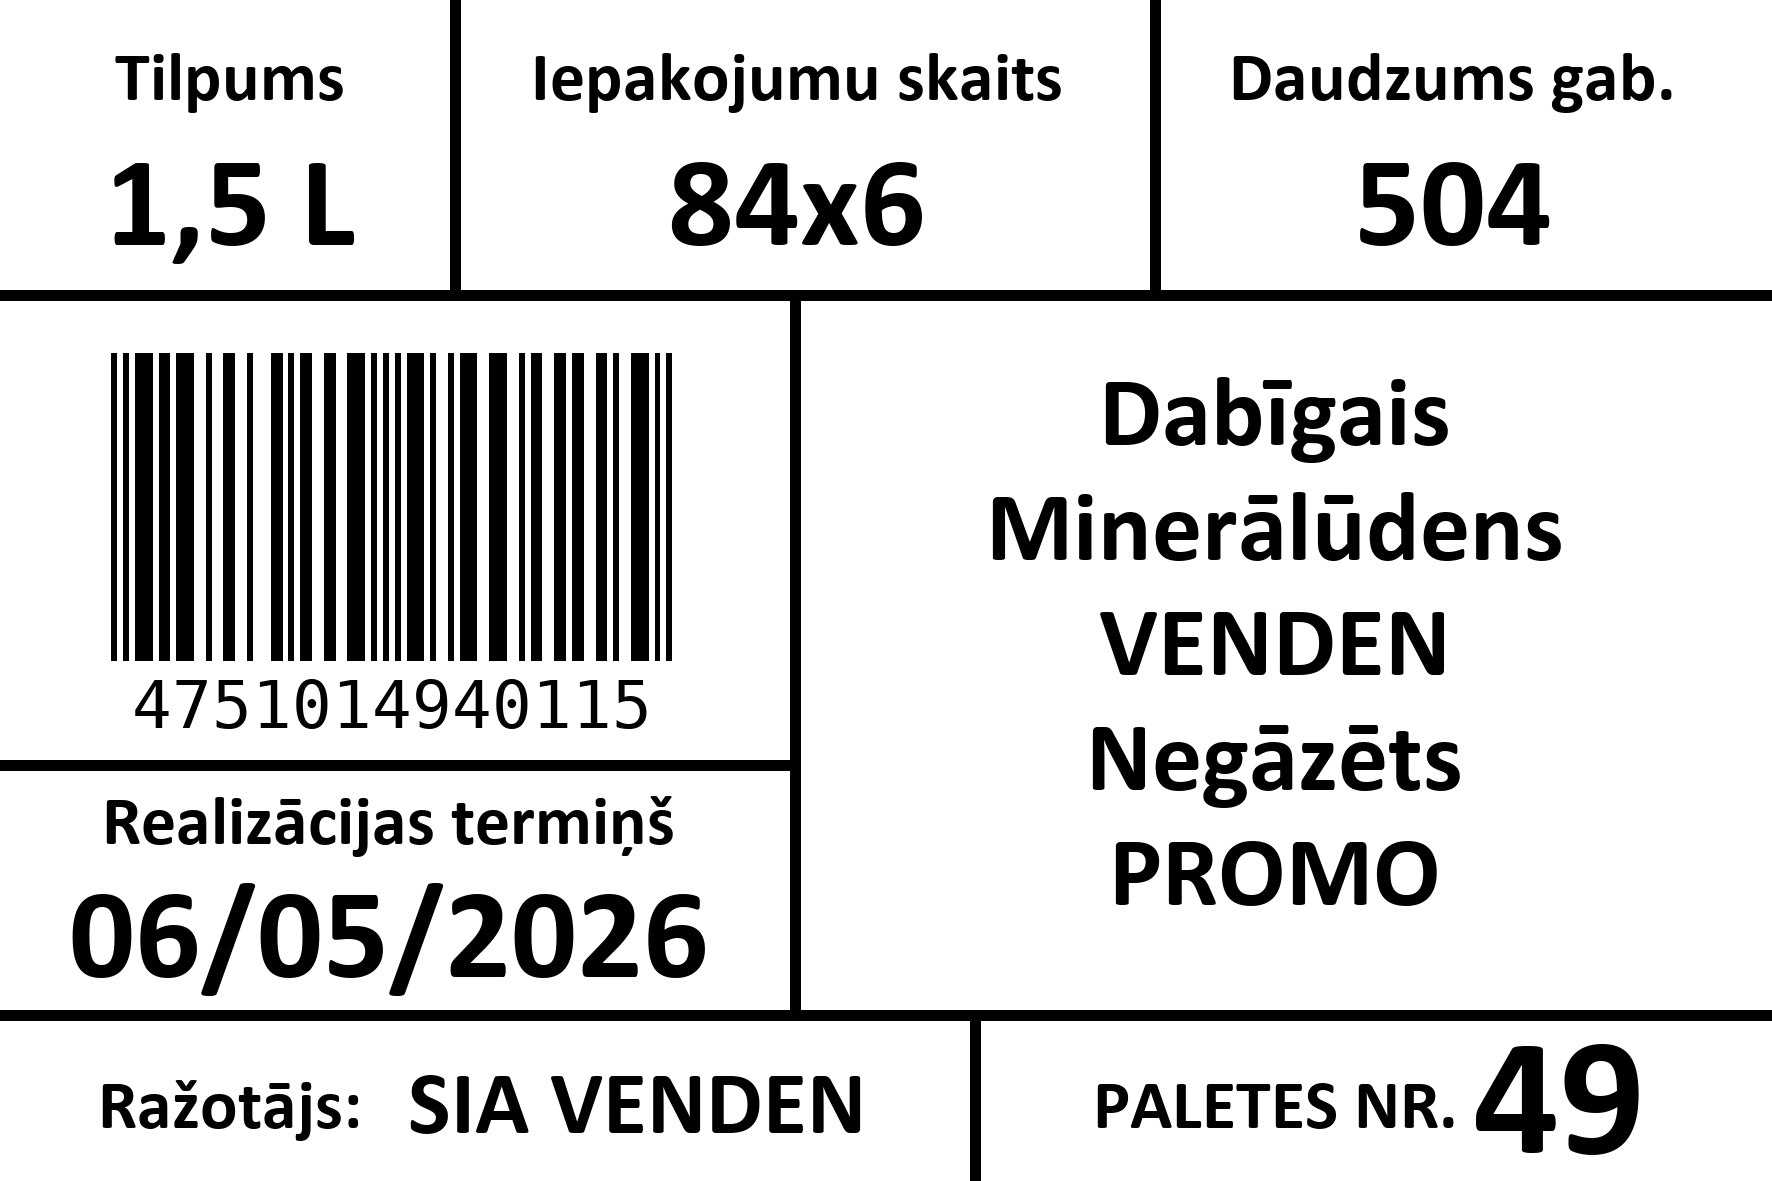 Tilpums
1,5 L
Iepakojumu skaits
84x6
Daudzums gab.
504
4751014940115
Realizācijas termiņš
06/05/2026
Dabīgais
Minerālūdens
VENDEN
Negāzēts
PROMO
Ražotājs: SIA VENDEN
PALETES NR. 49